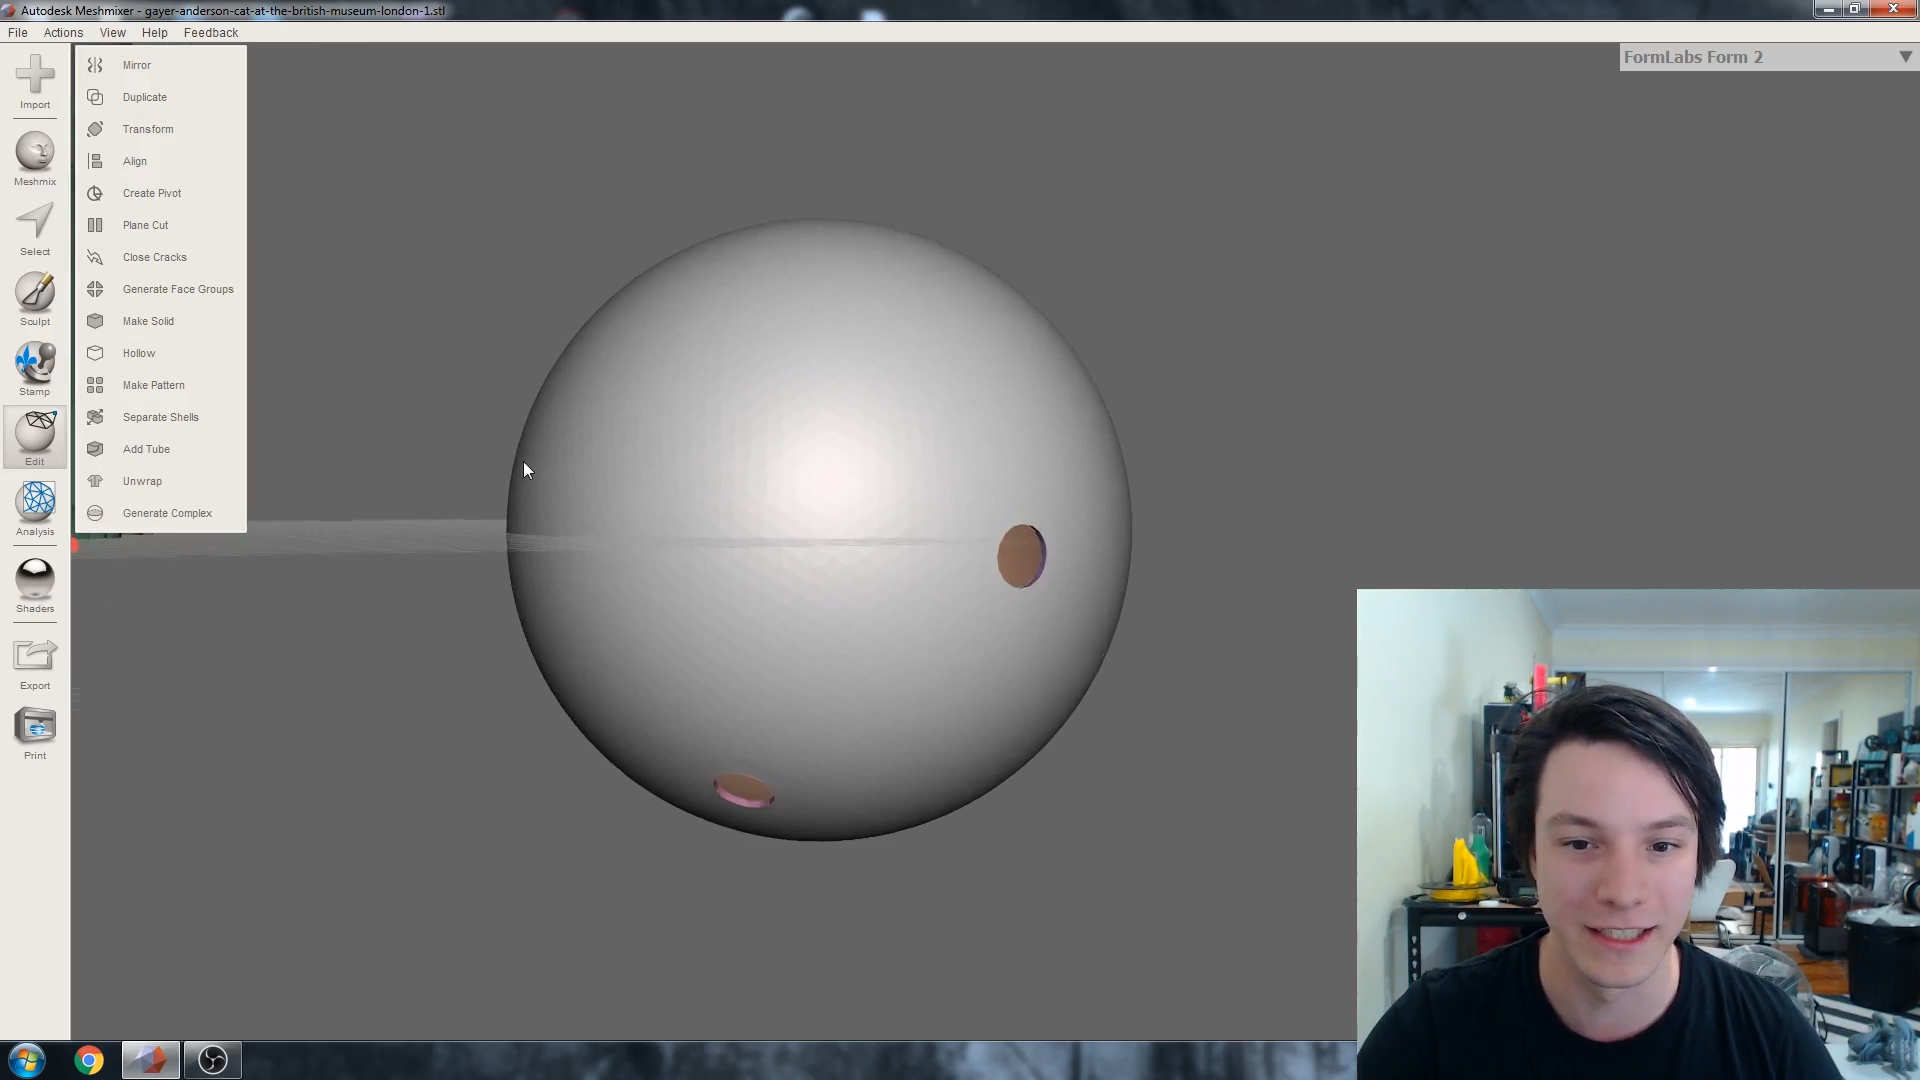 Autodesk Meshmixer - gayer-anderson-cat-at-the-british-museum-london-1.stl
File Actions View Help Feedback
FormLabs Form 2
Import
Meshmix
Select
Sculpt
Stamp
Edit
Analysis
Shaders
Export
Print
Mirror
Duplicate
Transform
Align
Create Pivot
Plane Cut
Close Cracks
Generate Face Groups
Make Solid
Hollow
Make Pattern
Separate Shells
Add Tube
Unwrap
Generate Complex